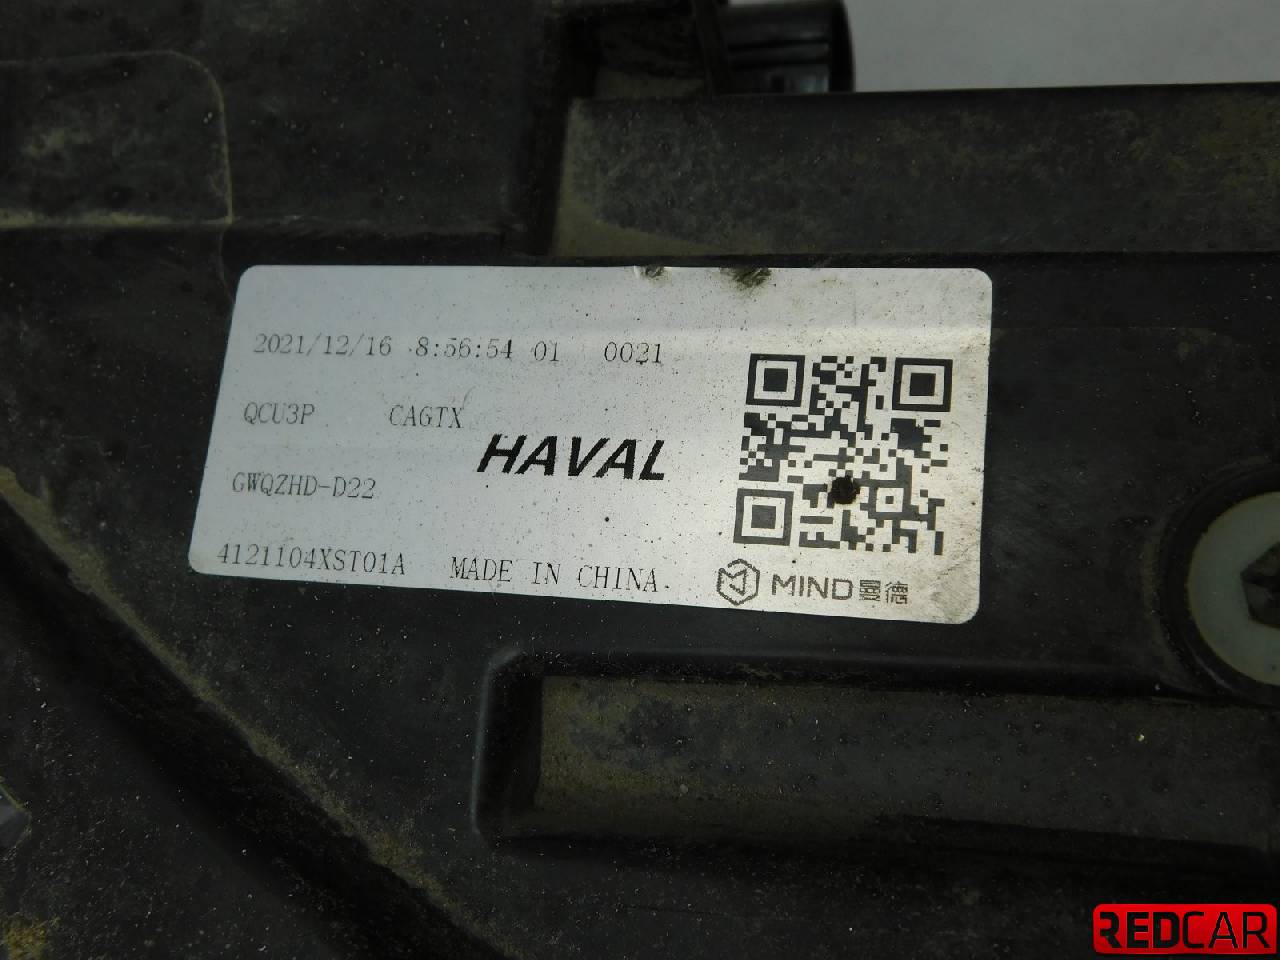 2021/12/16 8:56:54 01 0021
QCU3P CAGTX
HAVAL
GWQZHD-D22
4121104XST01A MADE IN CHINA
MIND曼德
REDCAR